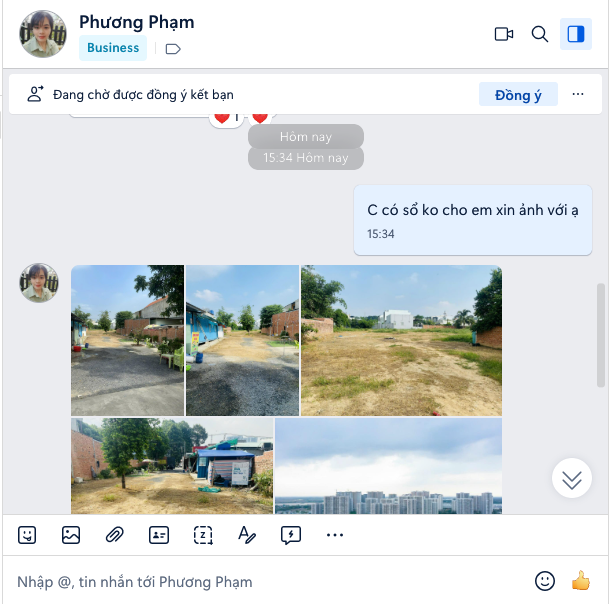 Phương Phạm
Business
Đang chờ được đồng ý kết bạn
Đồng ý
1
Hôm nay
15:34 Hôm nay
C có sổ ko cho em xin ảnh với ạ
15:34
Nhập @, tin nhắn tới Phương Phạm